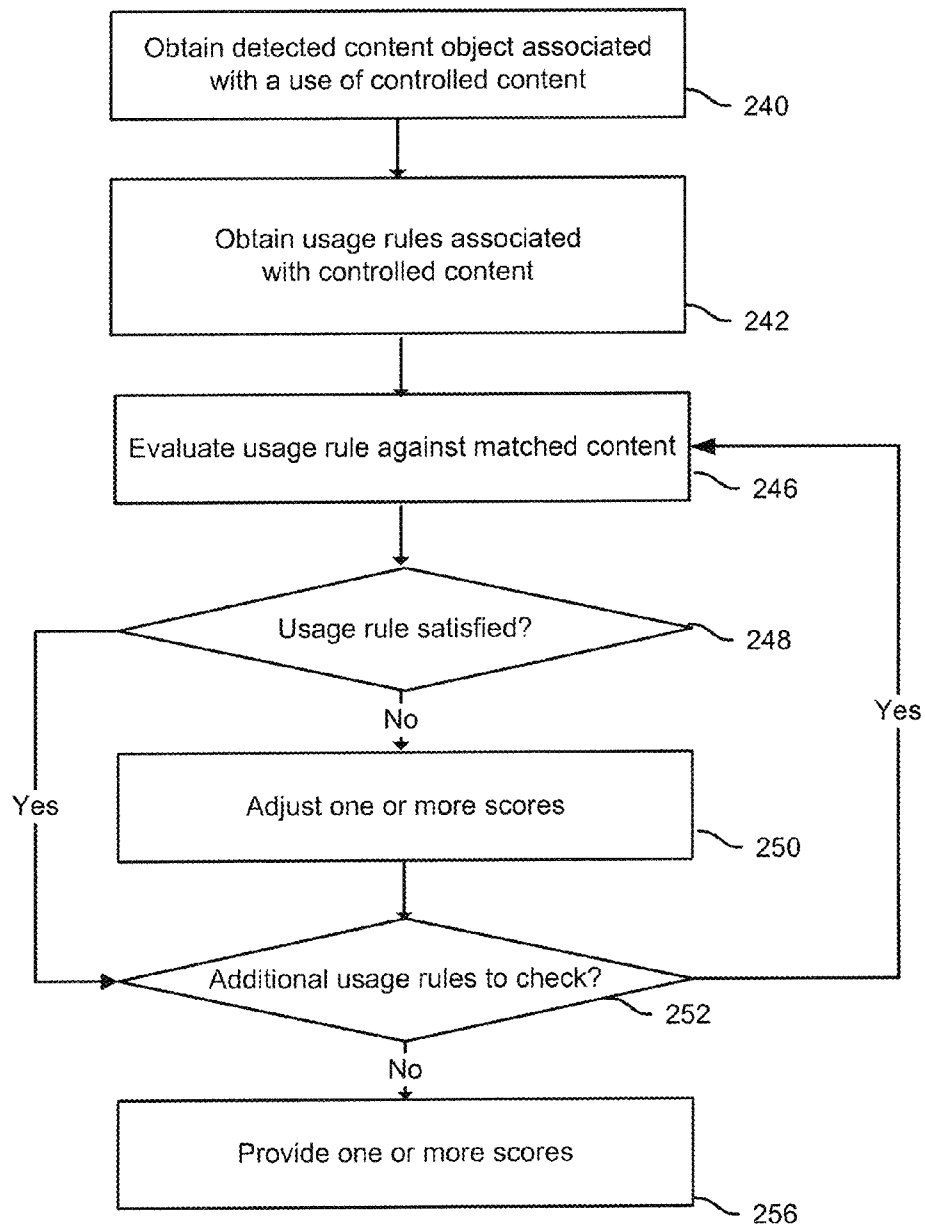 Obtain detected content object associated
with a use of controlled content
240
Obtain usage rules associated
with controlled content
242
Evaluate usage rule against matched content
246
Usage rule satisfied?
248
No
Yes
Yes
Adjust one or more scores
250
Additional usage rules to check?
252
No
Provide one or more scores
256